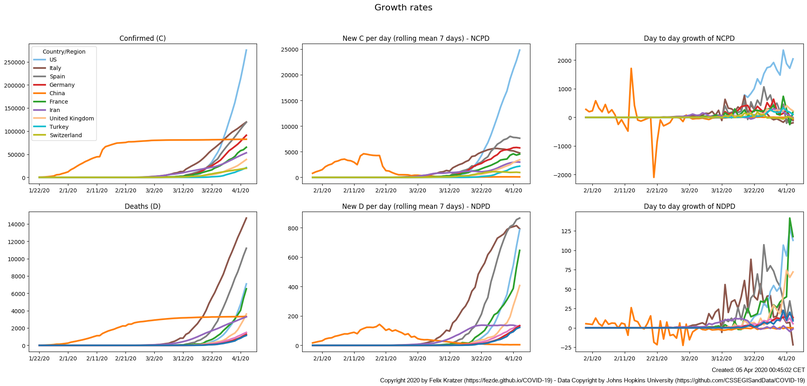 Growth rates
Confirmed (C)
New C per day (rolling mean 7 days) - NCPD
Day to day growth of NCPD
Country/Region
US
Italy
Spain
Germany
China
France
Iran
United Kingdom
Turkey
Switzerland
250000
200000
150000
100000
50000
0
1/22/20 2/1/20 2/11/20 2/21/20 3/2/20 3/12/20 3/22/20 4/1/20
25000
20000
15000
10000
5000
0
2/1/20 2/11/20 2/21/20 3/2/20 3/12/20 3/22/20 4/1/20
2000
1000
0
−1000
−2000
2/1/20 2/11/20 2/21/20 3/2/20 3/12/20 3/22/20 4/1/20
Deaths (D)
New D per day (rolling mean 7 days) - NDPD
Day to day growth of NDPD
14000
12000
10000
8000
6000
4000
2000
0
1/22/20 2/1/20 2/11/20 2/21/20 3/2/20 3/12/20 3/22/20 4/1/20
800
600
400
200
0
2/1/20 2/11/20 2/21/20 3/2/20 3/12/20 3/22/20 4/1/20
125
100
75
50
25
0
−25
2/1/20 2/11/20 2/21/20 3/2/20 3/12/20 3/22/20 4/1/20
Created: 05 Apr 2020 00:45:02 CET
Copyright 2020 by Felix Kratzer (https://fezde.github.io/COVID-19) - Data Copyright by Johns Hopkins University (https://github.com/CSSEGISandData/COVID-19)